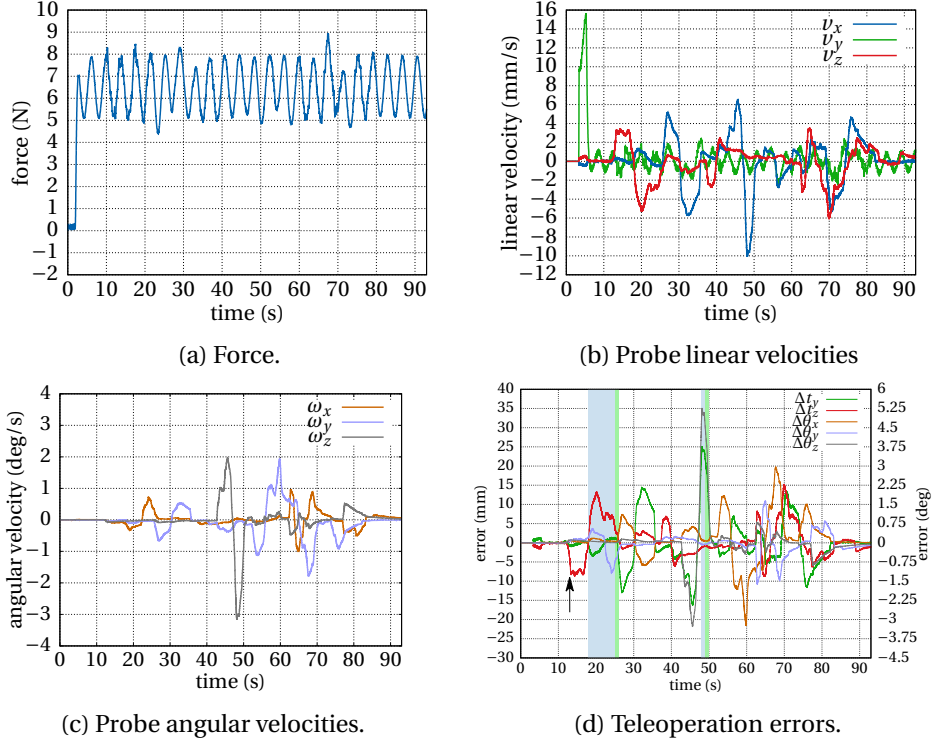 10
9
8
7
6
5
4
3
2
1
0
−1
−2
force (N)
0 10 20 30 40 50 60 70 80 90
time (s)
(a) Force.
16
14
12
10
8
6
4
2
0
−2
−4
−6
−8
−10
−12
linear velocity (mm/s)
v_x
v_y
v_z
0 10 20 30 40 50 60 70 80 90
time (s)
(b) Probe linear velocities
4
3
2
1
0
−1
−2
−3
−4
angular velocity (deg/s)
ω_x
ω_y
ω_z
0 10 20 30 40 50 60 70 80 90
time (s)
(c) Probe angular velocities.
40
35
30
25
20
15
10
5
0
−5
−10
−15
−20
−25
−30
error (mm)
Δt_y
Δt_z
Δθ_x
Δθ_y
Δθ_z
6
5.25
4.5
3.75
3
2.25
1.5
0.75
0
−0.75
−1.5
−2.25
−3
−3.75
−4.5
error (deg)
0 10 20 30 40 50 60 70 80 90
time (s)
(d) Teleoperation errors.